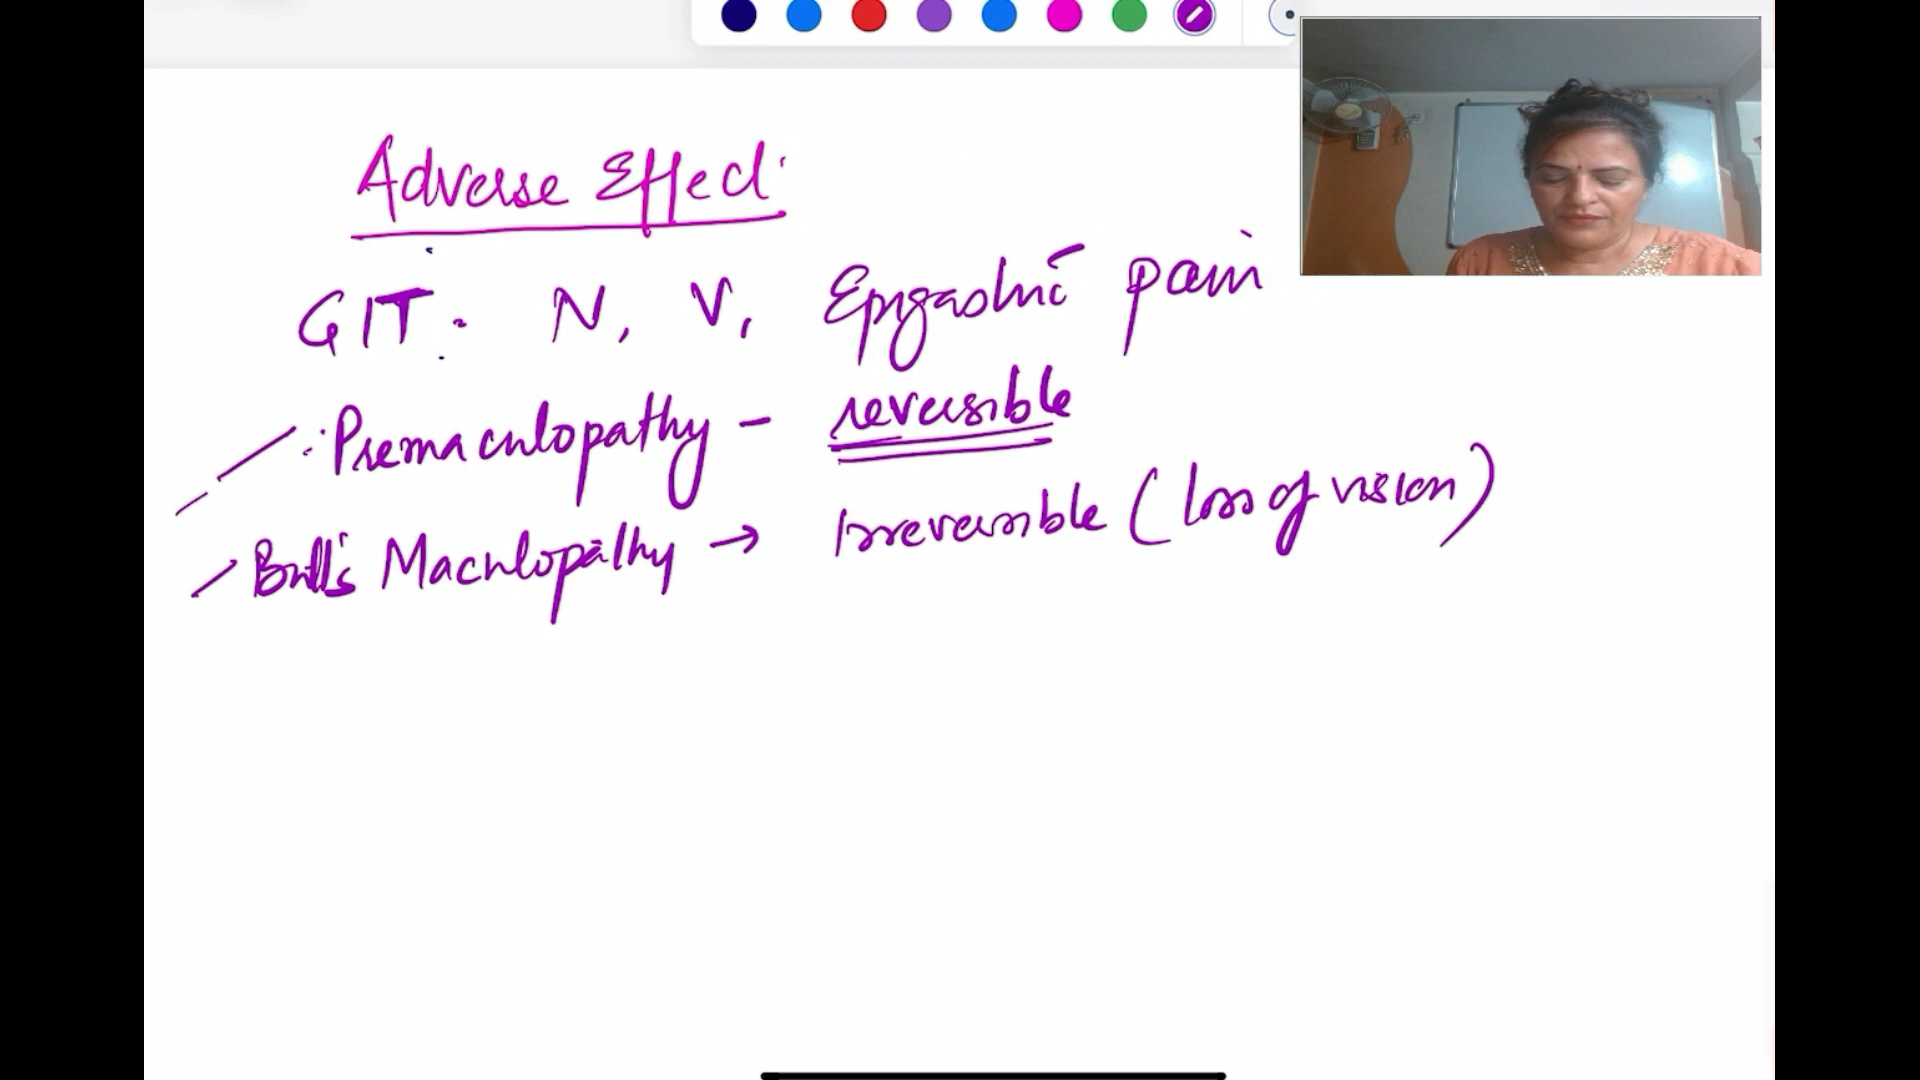 Adverse Effect:
GIT: N, V, Epigastric pain
Premaculopathy - reversible
Bull's Maculopathy → Irreversible (loss of vision)